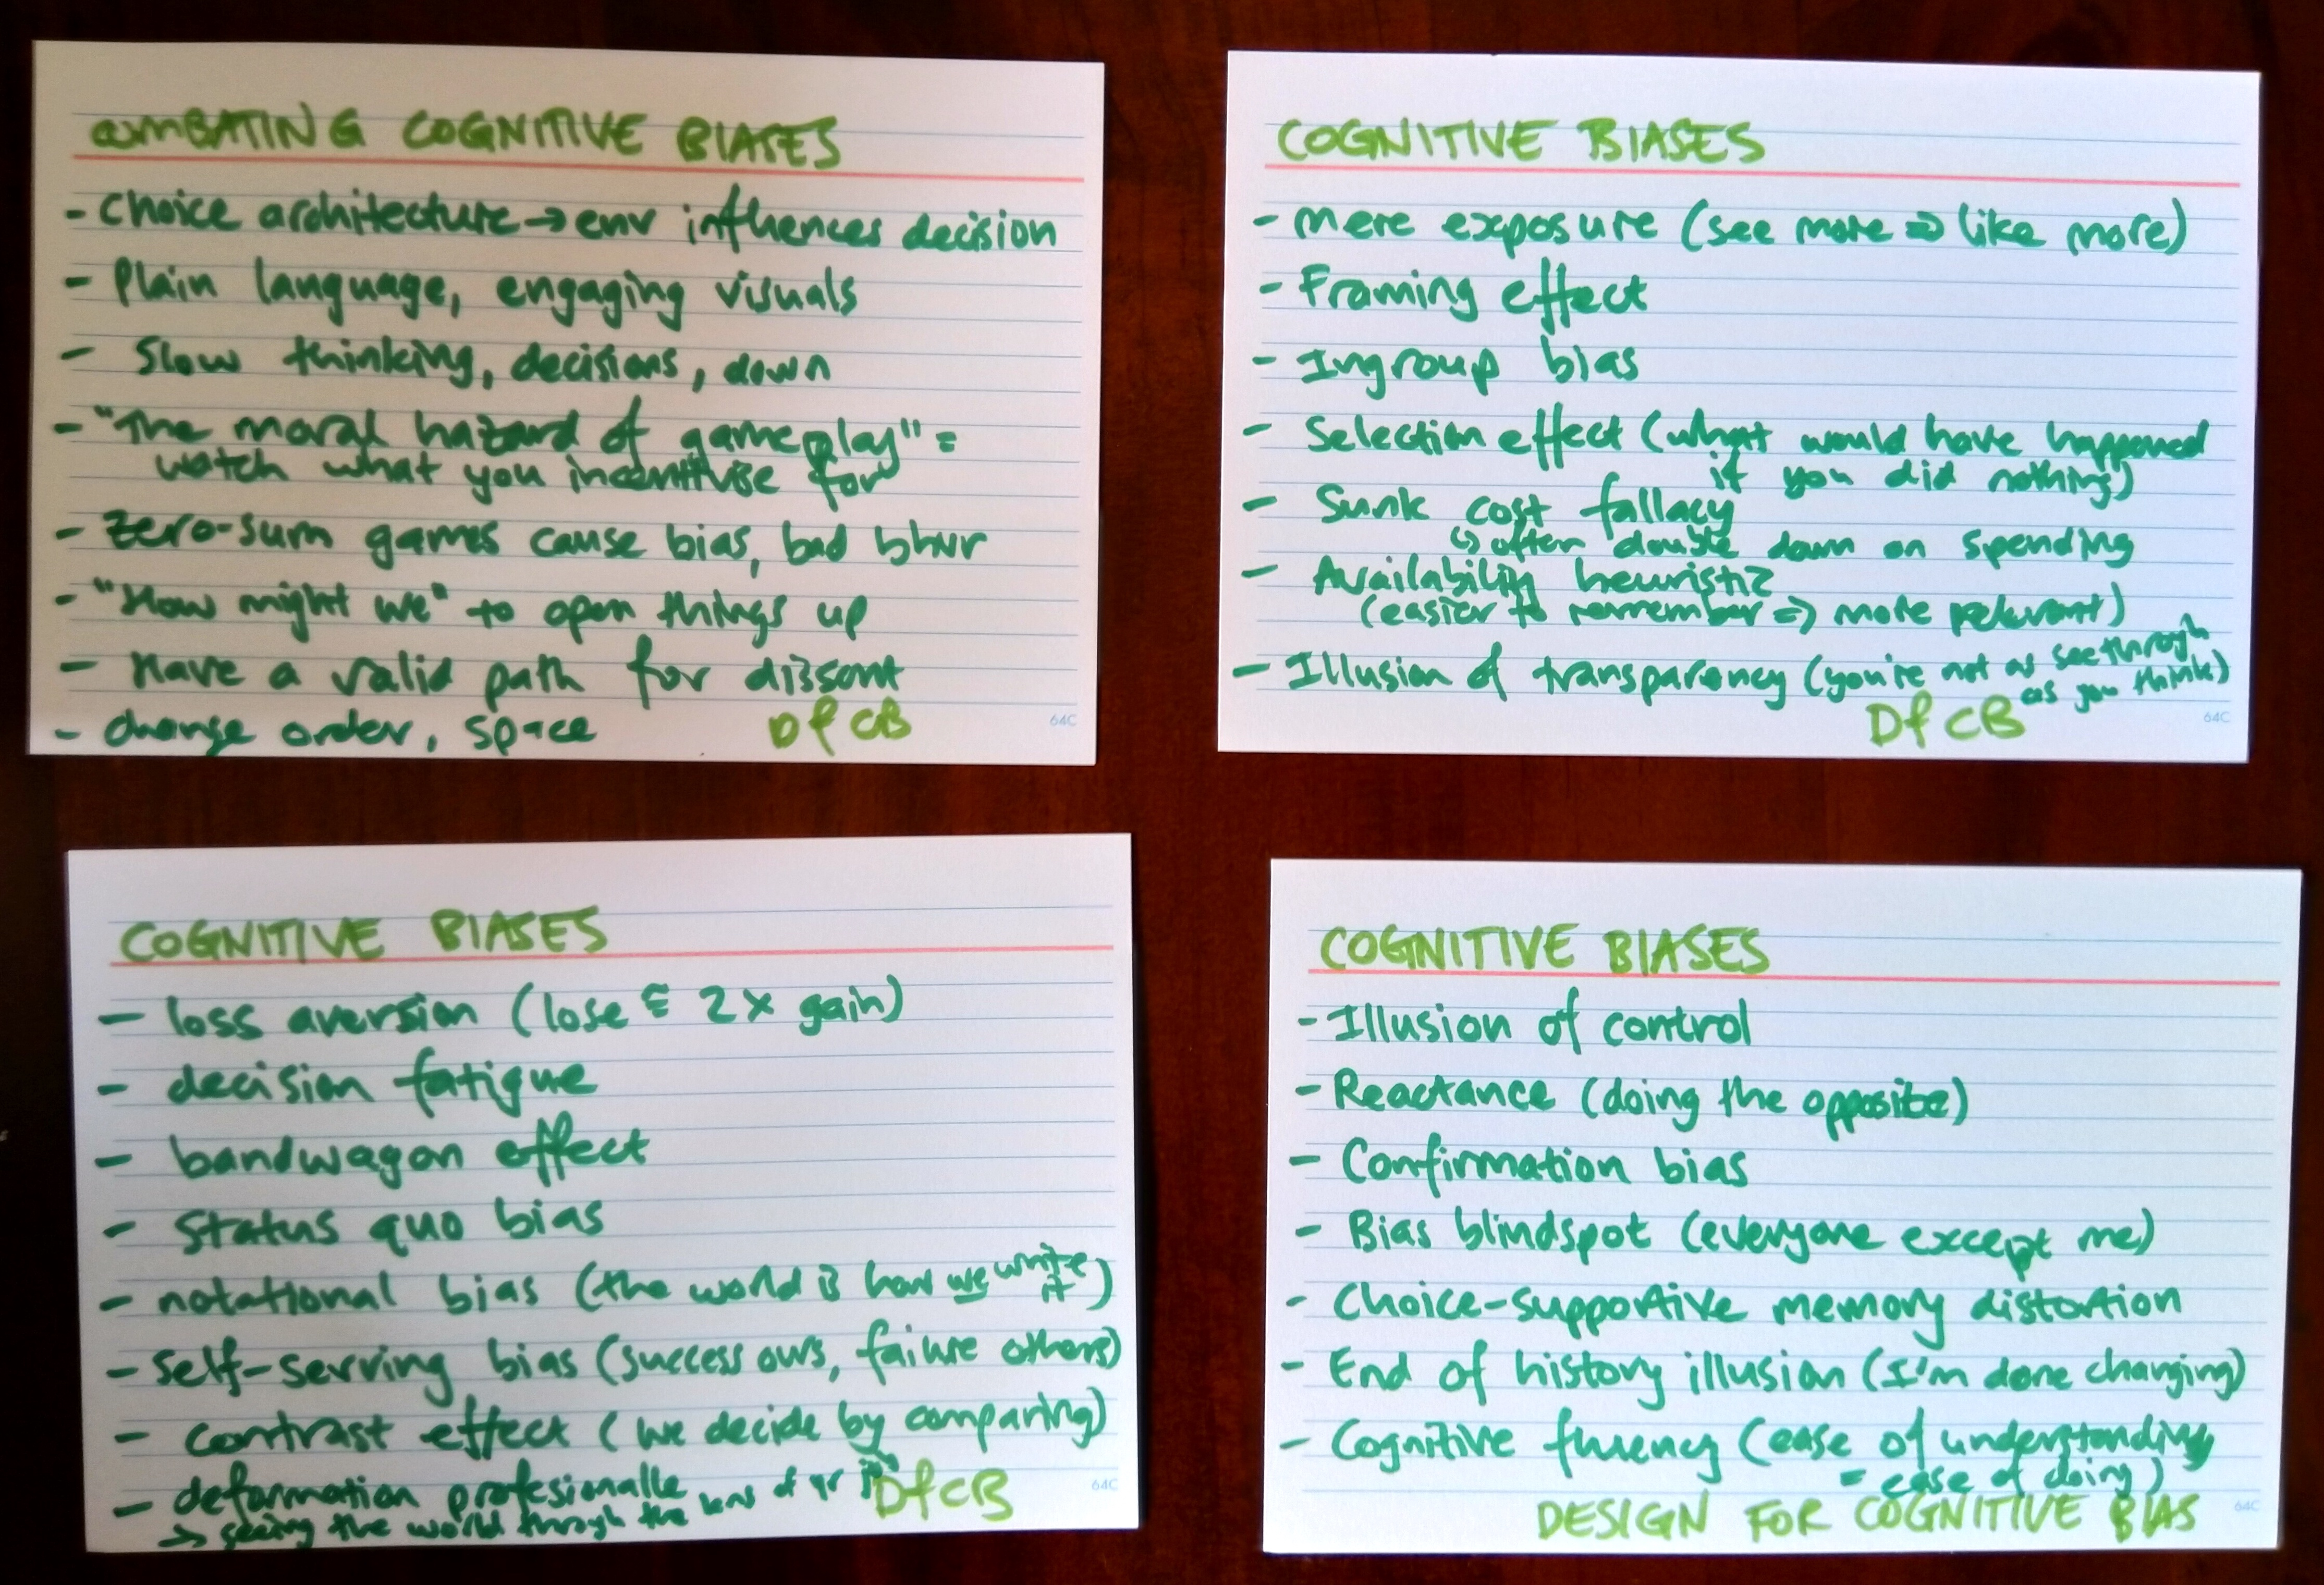 COMBATING COGNITIVE BIASES
- Choice architecture → env influences decision
- Plain language, engaging visuals
- Slow thinking, decisions, down
- "The moral hazard of gameplay" =
watch what you incentivise for
- Zero-sum games cause bias, bad bhvr
- "How might we" to open things up
- Have a valid path for dissent
- change order, space
DfCB
64C
COGNITIVE BIASES
- mere exposure (see more => like more)
- Framing effect
- Ingroup bias
- Selection effect (what would have happened
if you did nothing)
- Sunk cost fallacy
↳ often double down on spending
- Availability heuristic
(easier to remember => more relevant)
- Illusion of transparency (you're not as seethrough
as you think)
DfCB
64C
COGNITIVE BIASES
- loss aversion (lose 2x gain)
- decision fatigue
- bandwagon effect
- status quo bias
- notational bias (the world is how we write
it)
- self-serving bias (success ours, failure others)
- contrast effect (we decide by comparing)
- deformation profesionalle
→ seeing the world through the lens of yr job
DfCB
64C
COGNITIVE BIASES
- Illusion of control
- Reactance (doing the opposite)
- Confirmation bias
- Bias blindspot (everyone except me)
- Choice-supportive memory distortion
- End of history illusion (I'm done changing)
- Cognitive fluency (ease of understanding
= ease of doing)
DESIGN FOR COGNITIVE BIAS
64C